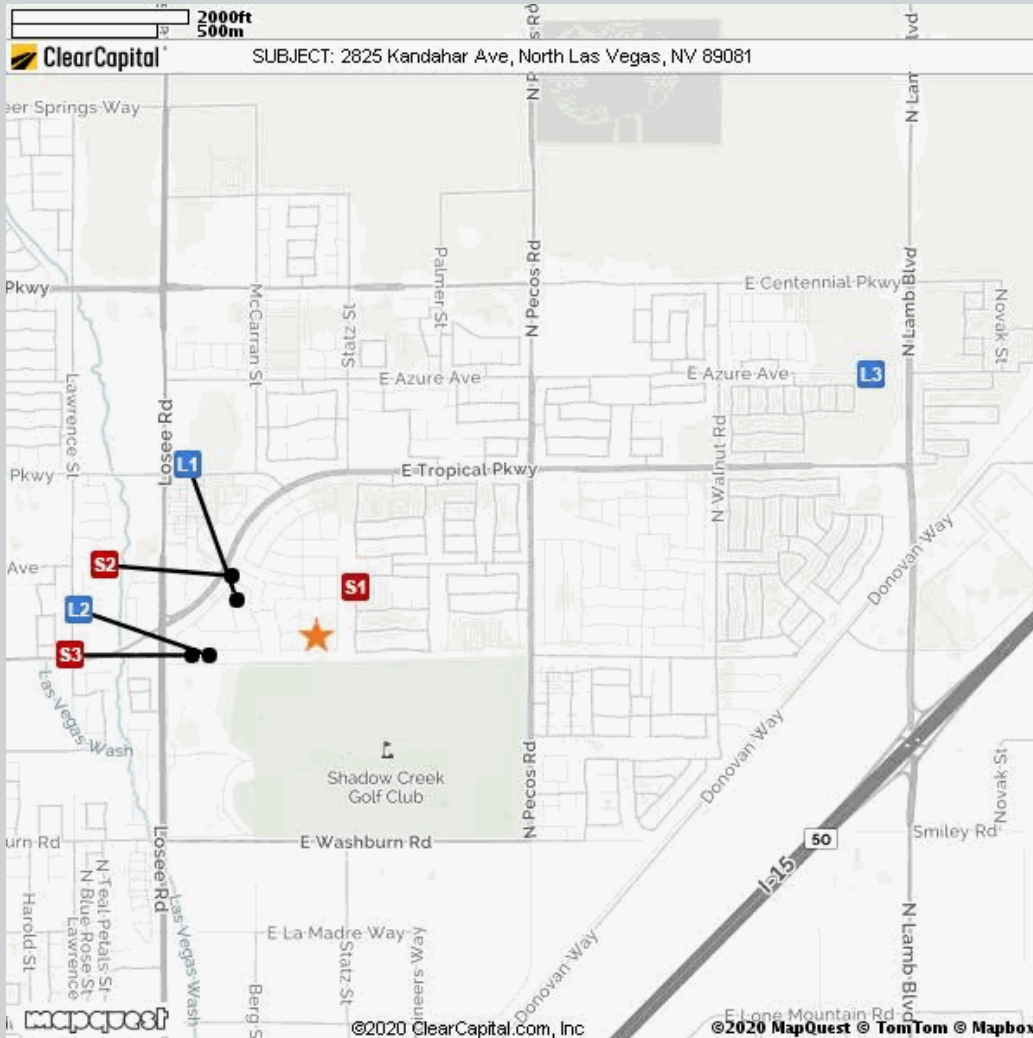 2000ft
500m
ClearCapital
SUBJECT: 2825 Kandahar Ave, North Las Vegas, NV 89081
eer Springs Way
N Pecos Rd
E Centennial Pkwy
Pkwy
McCarran St
Statz St
Palmer St
N Pecos Rd
N Lamb Blvd
Novak St
E Azure Ave
E Azure Ave
L3
Lawrence St
Losee Rd
L1
Pkwy
E Tropical Pkwy
N Walnut Rd
Ave
S2
S1
L2
S3
Donovan Way
Las Vegas Wash
Shadow Creek
Golf Club
N Pecos Rd
Donovan Way
Novak St
urn Rd
E Washburn Rd
50
Smiley Rd
I-15
Losee Rd
Harold St
N Blue Rose St
N Teal Petals St
Lawrence
Las Vegas Wash
E La Madre Way
Statz St
Berg S
Donovan Way
N Lamb Blvd
E Lone Mountain Rd
mapquest
©2020 ClearCapital.com, Inc
©2020 MapQuest © TomTom © Mapbox